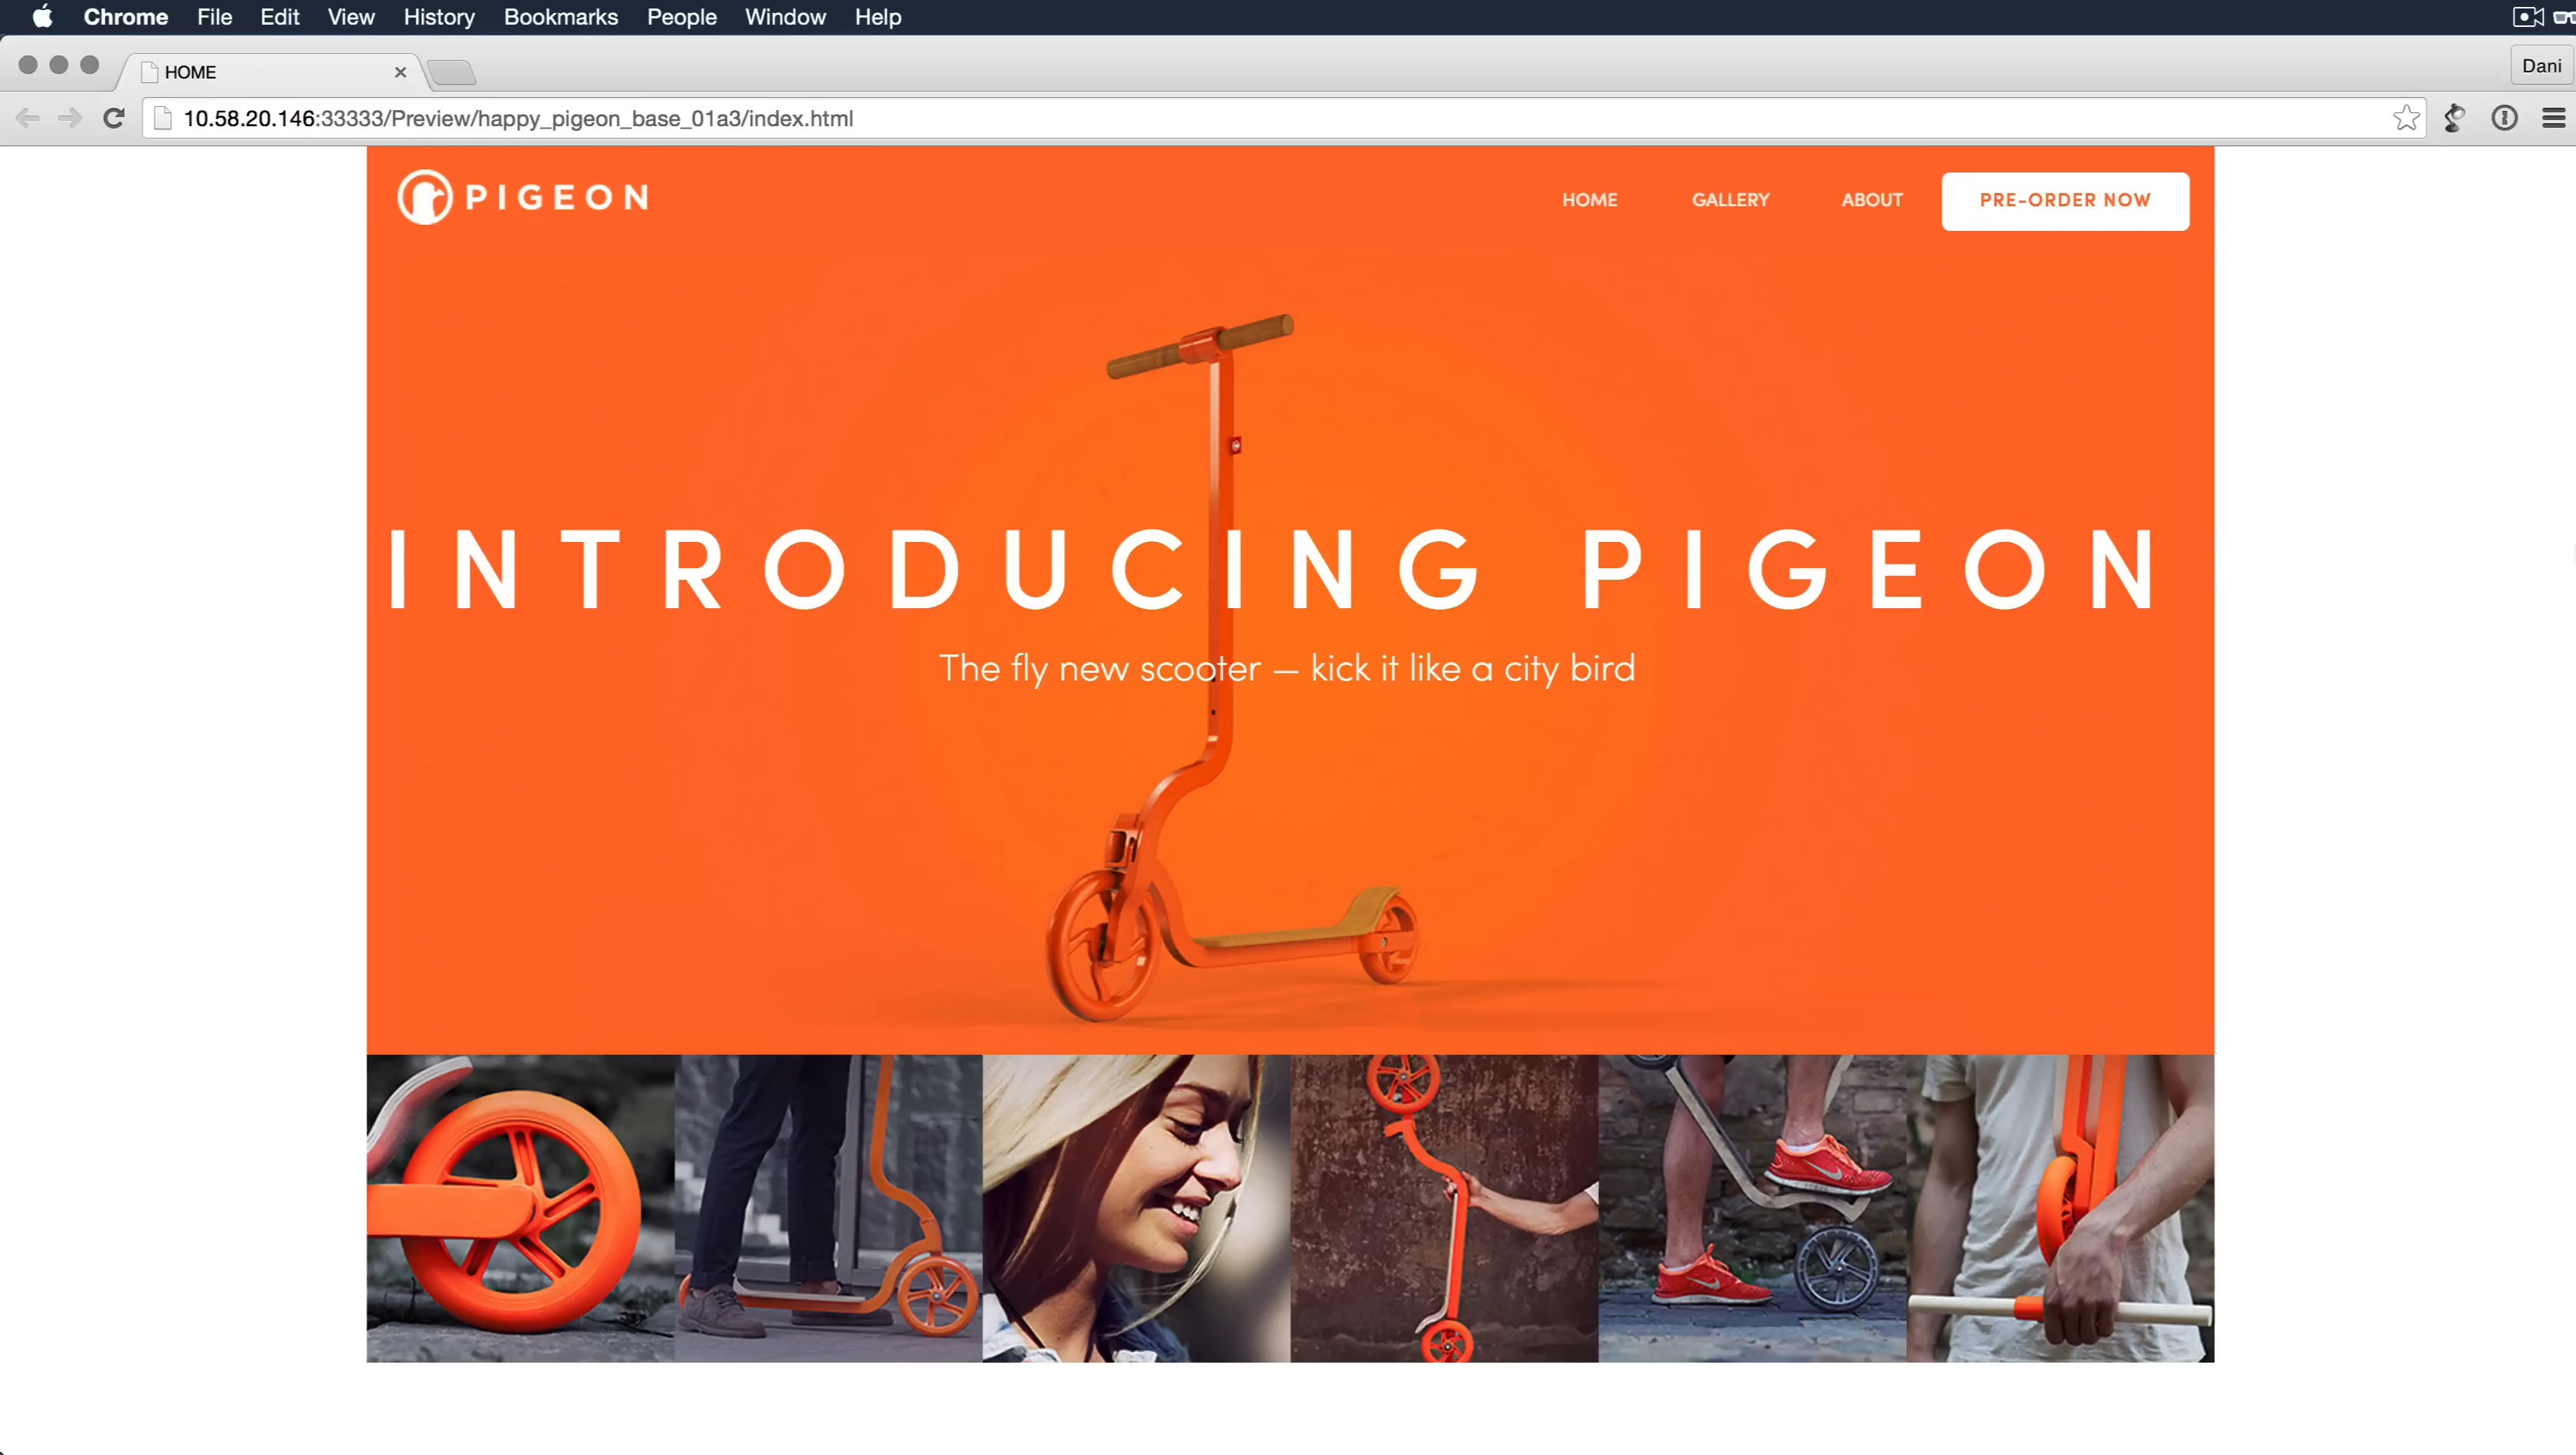 Chrome File Edit View History Bookmarks People Window Help
HOME
Dani
10.58.20.146:33333/Preview/happy_pigeon_base_01a3/index.html
PIGEON
HOME GALLERY ABOUT PRE-ORDER NOW
INTRODUCING PIGEON
The fly new scooter — kick it like a city bird